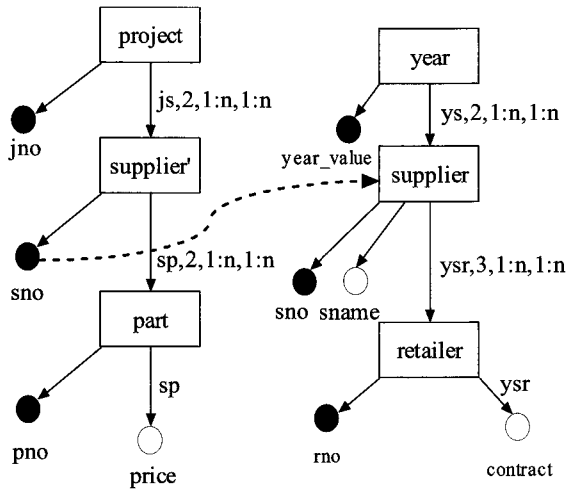 project
js,2,1:n,1:n
jno
supplier'
sp,2,1:n,1:n
sno
part
sp
pno
price
year
ys,2,1:n,1:n
year_value
supplier
ysr,3,1:n,1:n
sno
sname
retailer
ysr
rno
contract